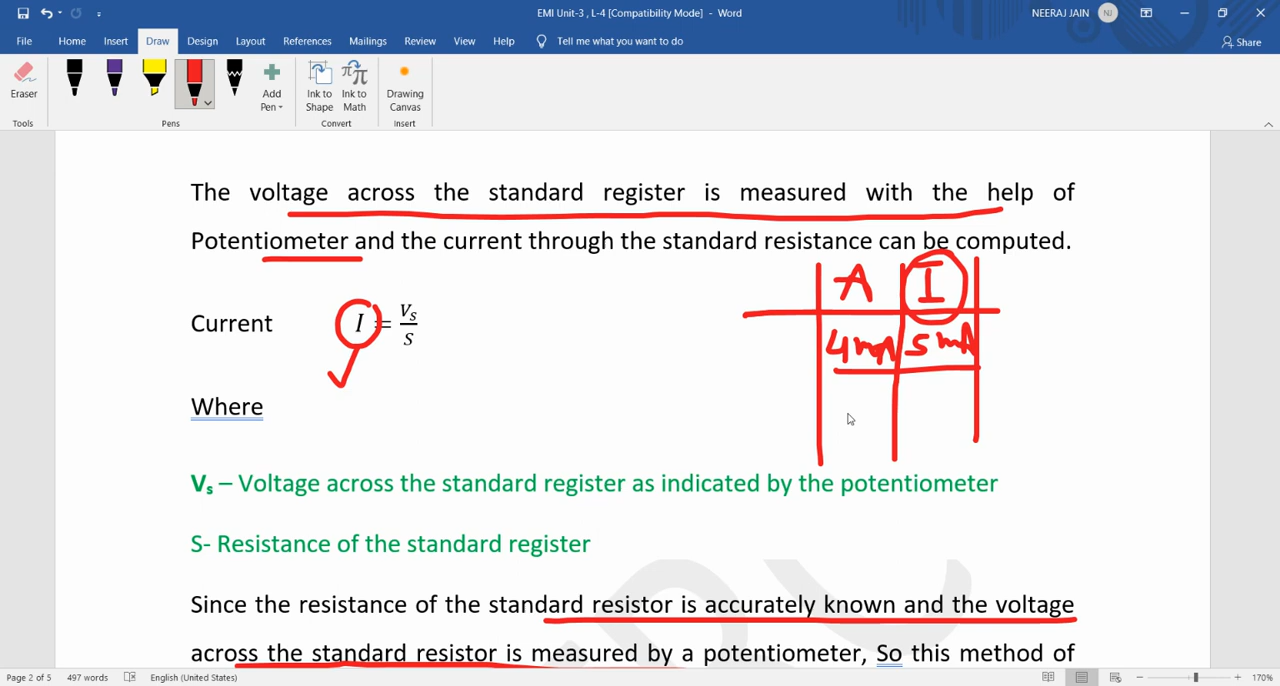 EMI Unit-3 , L-4 [Compatibility Mode] - Word
NEERAJ JAIN NJ
File Home Insert Draw Design Layout References Mailings Review View Help Tell me what you want to do Share
Eraser
Add Pen
Ink to Shape
Ink to Math
Drawing Canvas
Tools Pens Convert Insert
The voltage across the standard register is measured with the help of
Potentiometer and the current through the standard resistance can be computed.
A I
Current I = Vs/S
4mA 5mA
Where
Vs – Voltage across the standard register as indicated by the potentiometer
S- Resistance of the standard register
Since the resistance of the standard resistor is accurately known and the voltage
across the standard resistor is measured by a potentiometer, So this method of
Page 2 of 5 497 words English (United States) 170%